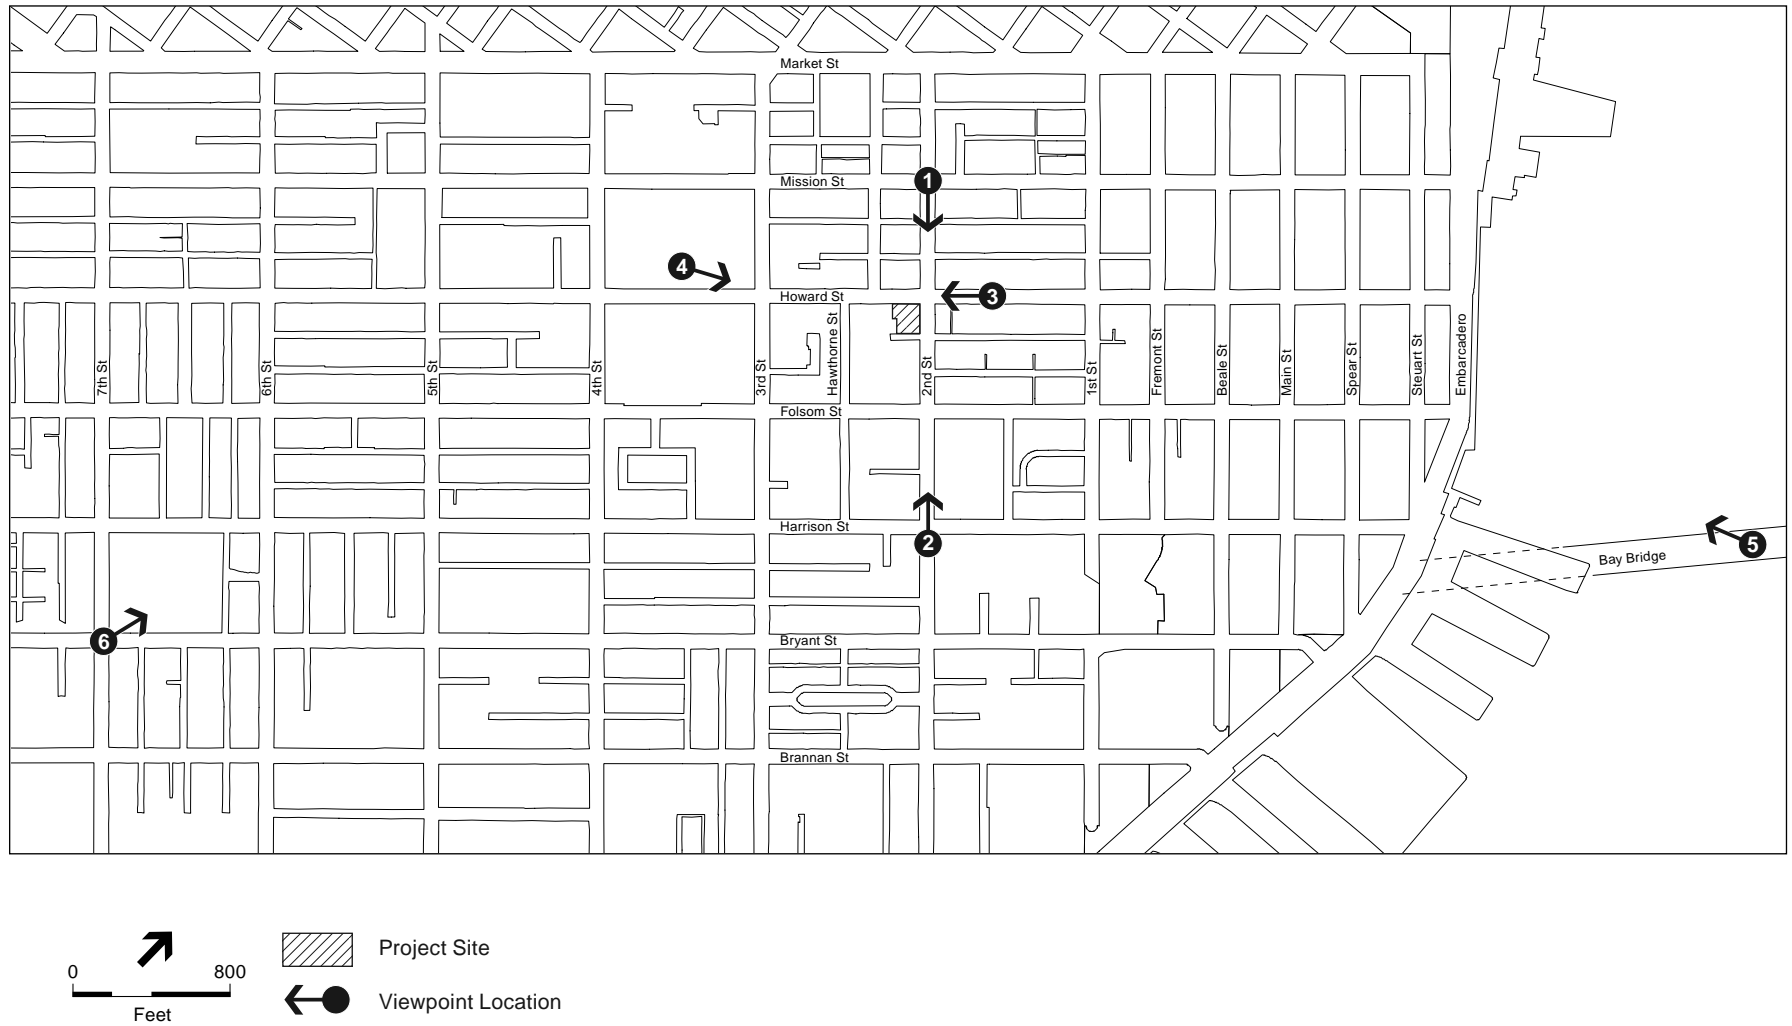 Market St
Mission St
1
4
3
Howard St
7th St
6th St
5th St
4th St
3rd St
Hawthorne St
2nd St
1st St
Fremont St
Beale St
Main St
Spear St
Steuart St
Embarcadero
Folsom St
Harrison St
2
5
Bay Bridge
6
Bryant St
Brannan St
0
800
Feet
Project Site
Viewpoint Location